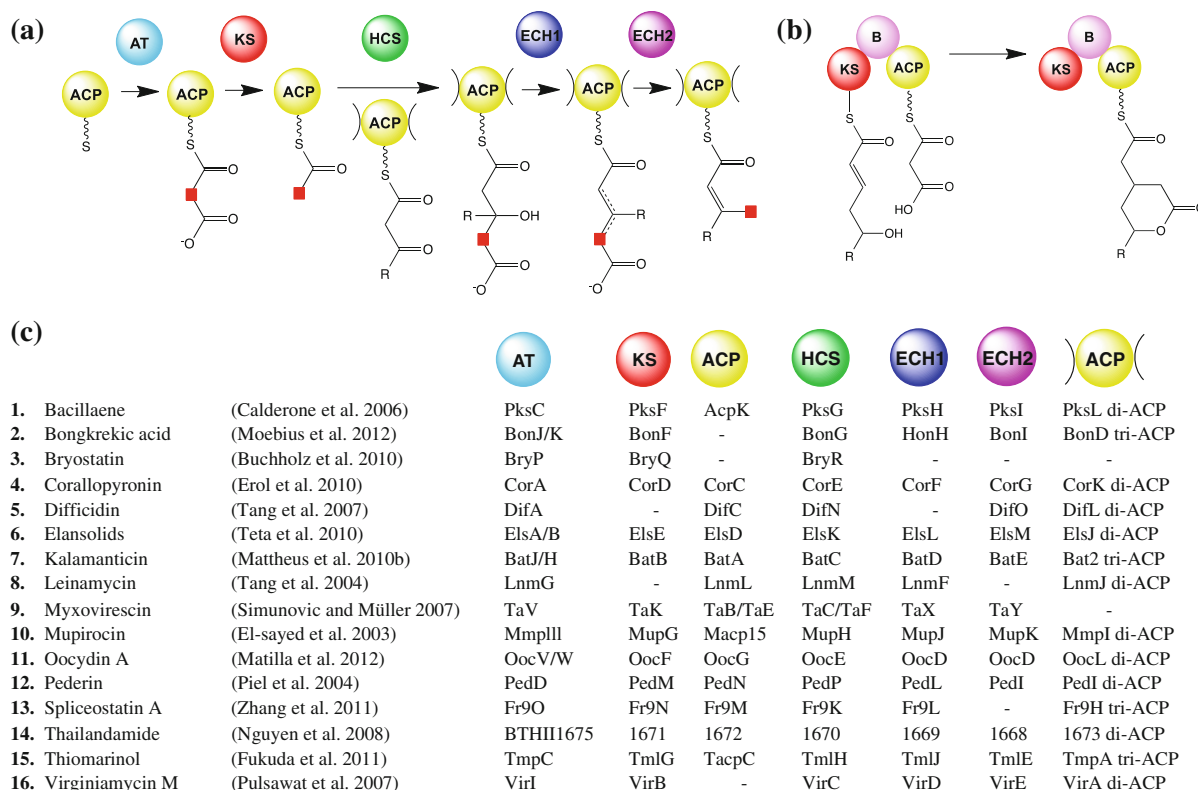 (a)
AT KS HCS ECH1 ECH2
ACP ACP ACP ACP ACP ACP
ACP
S
S O
O
-O
S O
S O
O
R
S O
R OH
O
-O
S O
R
O
-O
S O
R
(b)
B B
KS ACP KS ACP
S S
O O
O
HO
OH
R
S O
R O O
(c)
AT KS ACP HCS ECH1 ECH2 ACP
1. Bacillaene (Calderone et al. 2006) PksC PksF AcpK PksG PksH PksI PksL di-ACP
2. Bongkrekic acid (Moebius et al. 2012) BonJ/K BonF - BonG HonH BonI BonD tri-ACP
3. Bryostatin (Buchholz et al. 2010) BryP BryQ - BryR - - -
4. Corallopyronin (Erol et al. 2010) CorA CorD CorC CorE CorF CorG CorK di-ACP
5. Difficidin (Tang et al. 2007) DifA - DifC DifN - DifO DifL di-ACP
6. Elansolids (Teta et al. 2010) ElsA/B ElsE ElsD ElsK ElsL ElsM ElsJ di-ACP
7. Kalamanticin (Mattheus et al. 2010b) BatJ/H BatB BatA BatC BatD BatE Bat2 tri-ACP
8. Leinamycin (Tang et al. 2004) LnmG - LnmL LnmM LnmF - LnmJ di-ACP
9. Myxovirescin (Simunovic and Müller 2007) TaV TaK TaB/TaE TaC/TaF TaX TaY -
10. Mupirocin (El-sayed et al. 2003) Mmplll MupG Macp15 MupH MupJ MupK MmpI di-ACP
11. Oocydin A (Matilla et al. 2012) OocV/W OocF OocG OocE OocD OocD OocL di-ACP
12. Pederin (Piel et al. 2004) PedD PedM PedN PedP PedL PedI PedI di-ACP
13. Spliceostatin A (Zhang et al. 2011) Fr9O Fr9N Fr9M Fr9K Fr9L - Fr9H tri-ACP
14. Thailandamide (Nguyen et al. 2008) BTHII1675 1671 1672 1670 1669 1668 1673 di-ACP
15. Thiomarinol (Fukuda et al. 2011) TmpC TmlG TacpC TmlH TmlJ TmlE TmpA tri-ACP
16. Virginiamycin M (Pulsawat et al. 2007) VirI VirB - VirC VirD VirE VirA di-ACP